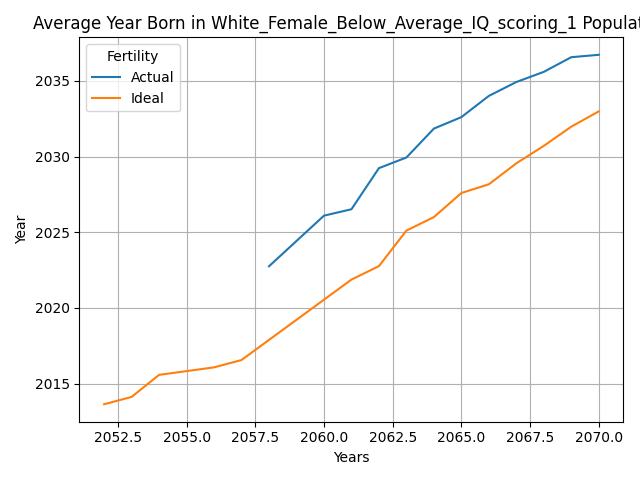 Average Year Born in White_Female_Below_Average_IQ_scoring_1 Populat
Fertility
Actual
Ideal
2035
2030
2025
2020
2015
Year
2052.5 2055.0 2057.5 2060.0 2062.5 2065.0 2067.5 2070.0
Years